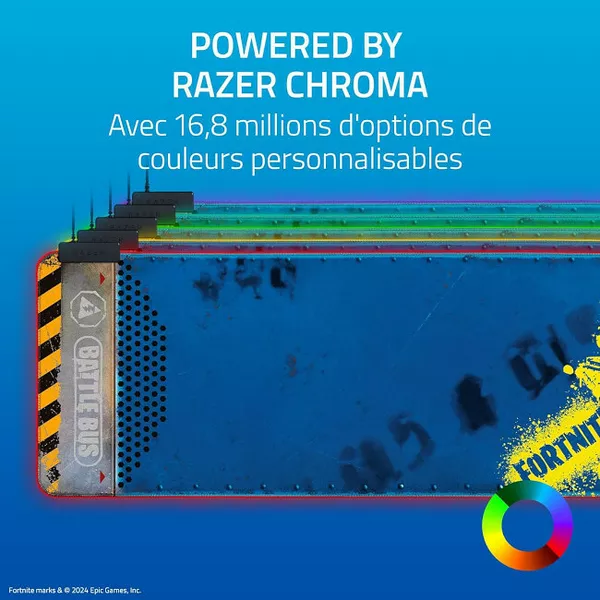 POWERED BY
RAZER CHROMA
Avec 16,8 millions d'options de
couleurs personnalisables
BATTLE BUS
FORTNITE
Fortnite marks & © 2024 Epic Games, Inc.